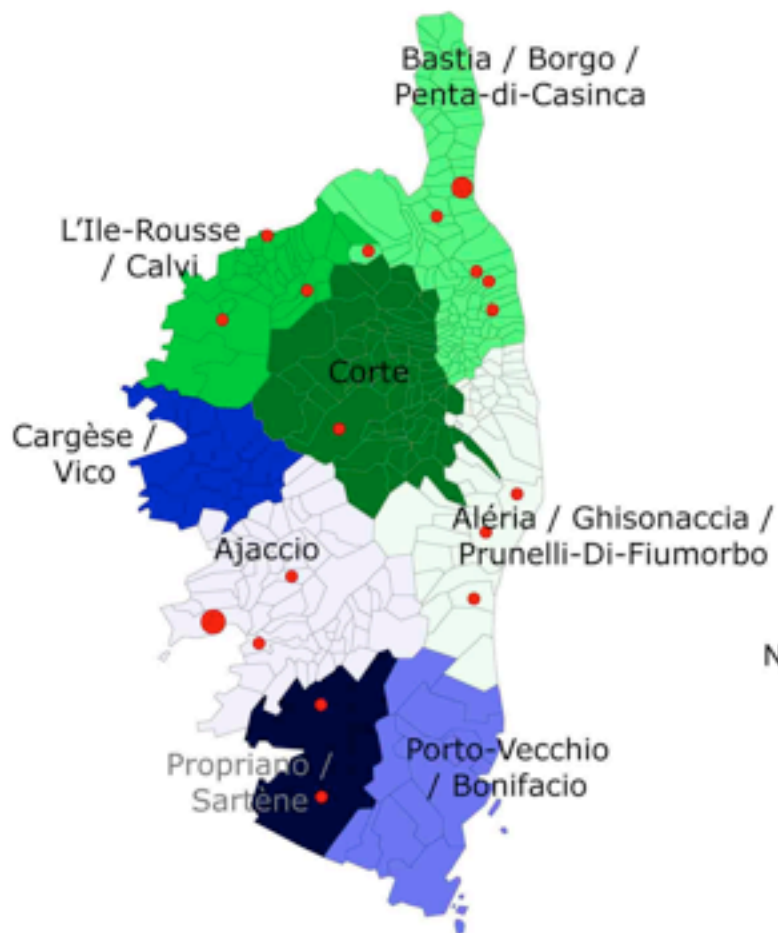 Bastia / Borgo /
Penta-di-Casinca
L'Ile-Rousse
/ Calvi
Corte
Cargèse /
Vico
Aléria / Ghisonaccia /
Prunelli-Di-Fiumorbo
Ajaccio
N
Porto-Vecchio
/ Bonifacio
Propriano /
Sartène